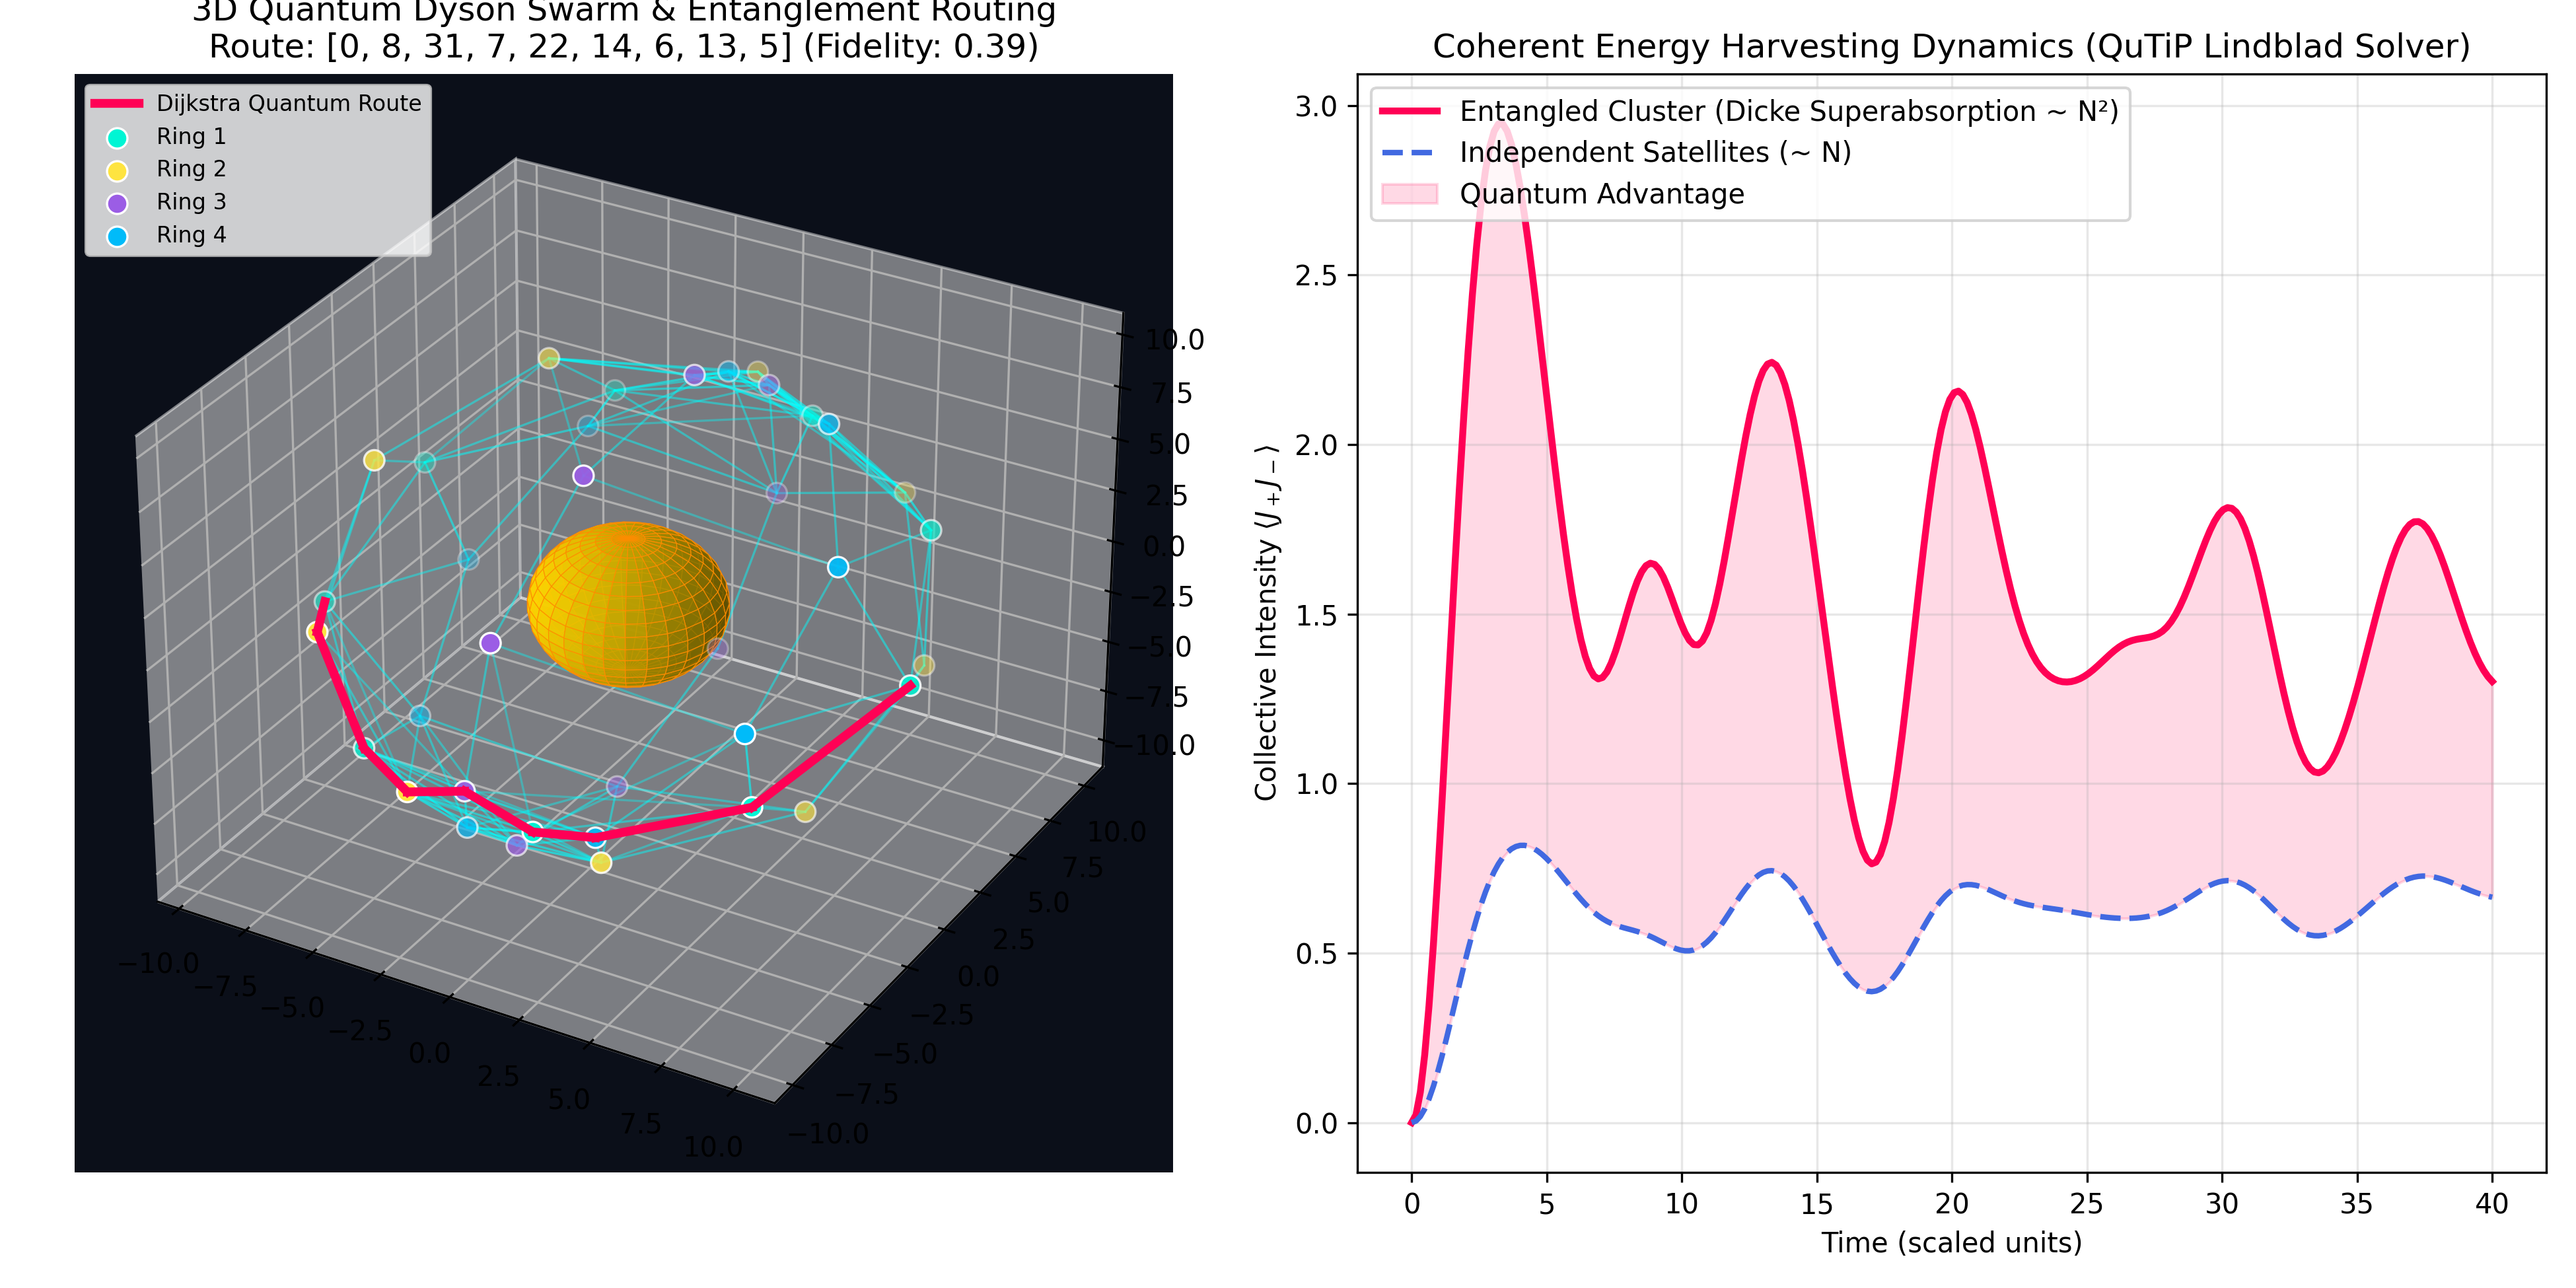 3D Quantum Dyson Swarm & Entanglement Routing
Route: [0, 8, 31, 7, 22, 14, 6, 13, 5] (Fidelity: 0.39)
Dijkstra Quantum Route
Ring 1
Ring 2
Ring 3
Ring 4
10.0
7.5
5.0
2.5
0.0
−2.5
−5.0
−7.5
−10.0
10.0
7.5
5.0
2.5
0.0
−2.5
−5.0
−7.5
−10.0
−10.0
−7.5
−5.0
−2.5
0.0
2.5
5.0
7.5
10.0
Coherent Energy Harvesting Dynamics (QuTiP Lindblad Solver)
Entangled Cluster (Dicke Superabsorption ~ N²)
Independent Satellites (~ N)
Quantum Advantage
Collective Intensity ⟨J₊J₋⟩
3.0
2.5
2.0
1.5
1.0
0.5
0.0
0 5 10 15 20 25 30 35 40
Time (scaled units)